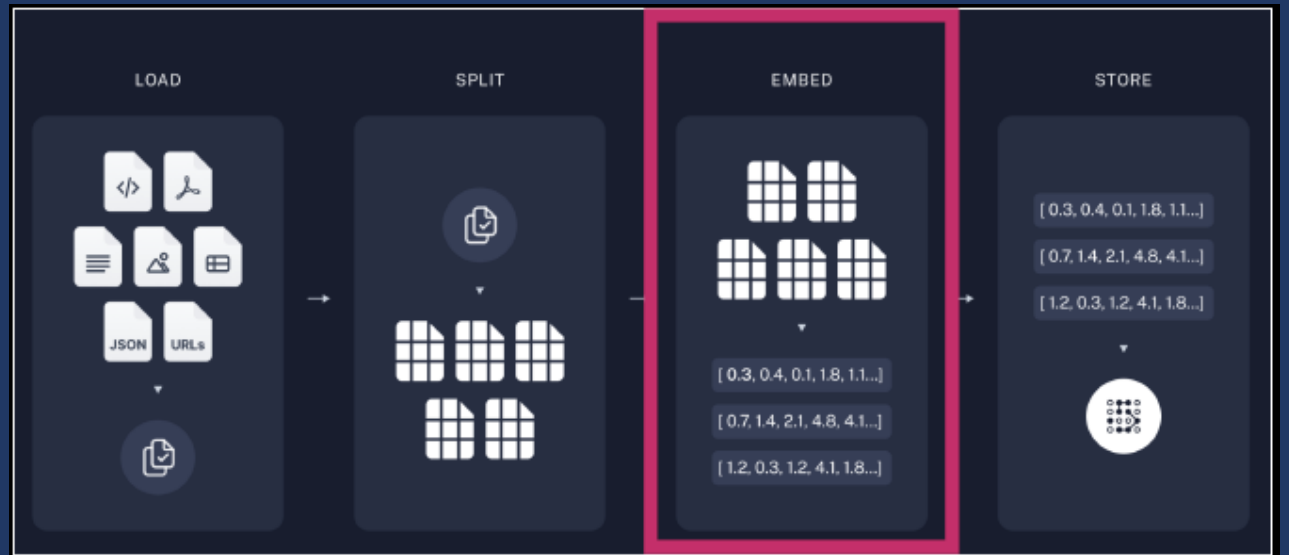 LOAD
SPLIT
EMBED
STORE
</>
JSON
URLs
[ 0.3, 0.4, 0.1, 1.8, 1.1...]
[ 0.7, 1.4, 2.1, 4.8, 4.1...]
[ 1.2, 0.3, 1.2, 4.1, 1.8...]
[ 0.3, 0.4, 0.1, 1.8, 1.1...]
[ 0.7, 1.4, 2.1, 4.8, 4.1...]
[ 1.2, 0.3, 1.2, 4.1, 1.8...]